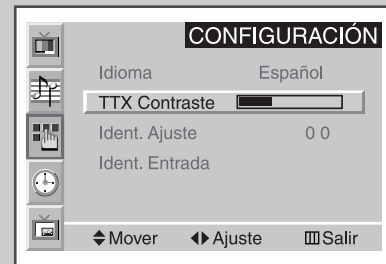 CONFIGURACIÓN
Idioma Español
TTX Contraste
Ident. Ajuste 0 0
Ident. Entrada
Mover Ajuste Salir